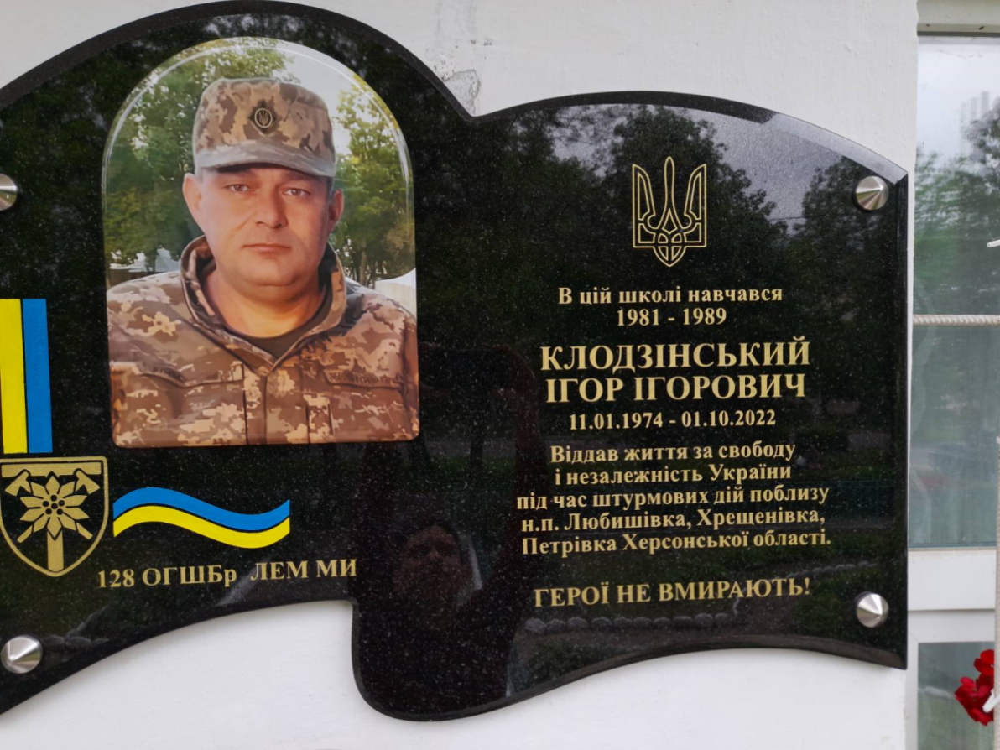 В цій школі навчався
1981 - 1989
КЛОДЗІНСЬКИЙ
ІГОР ІГОРОВИЧ
11.01.1974 - 01.10.2022
Віддав життя за свободу
і незалежність України
під час штурмових дій поблизу
н.п. Любишівка, Хрещенівка,
Петрівка Херсонської області.
ГЕРОЇ НЕ ВМИРАЮТЬ!
128 ОГШБр ЛЕМ МИ